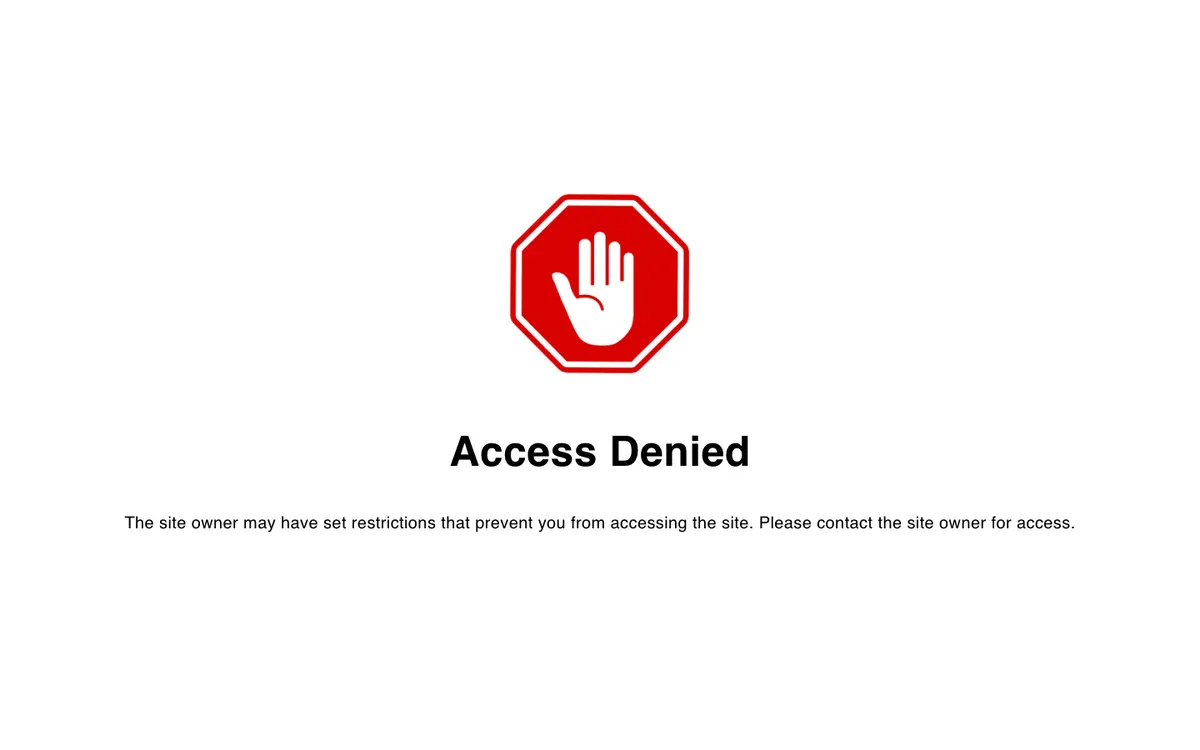 Access Denied
The site owner may have set restrictions that prevent you from accessing the site. Please contact the site owner for access.